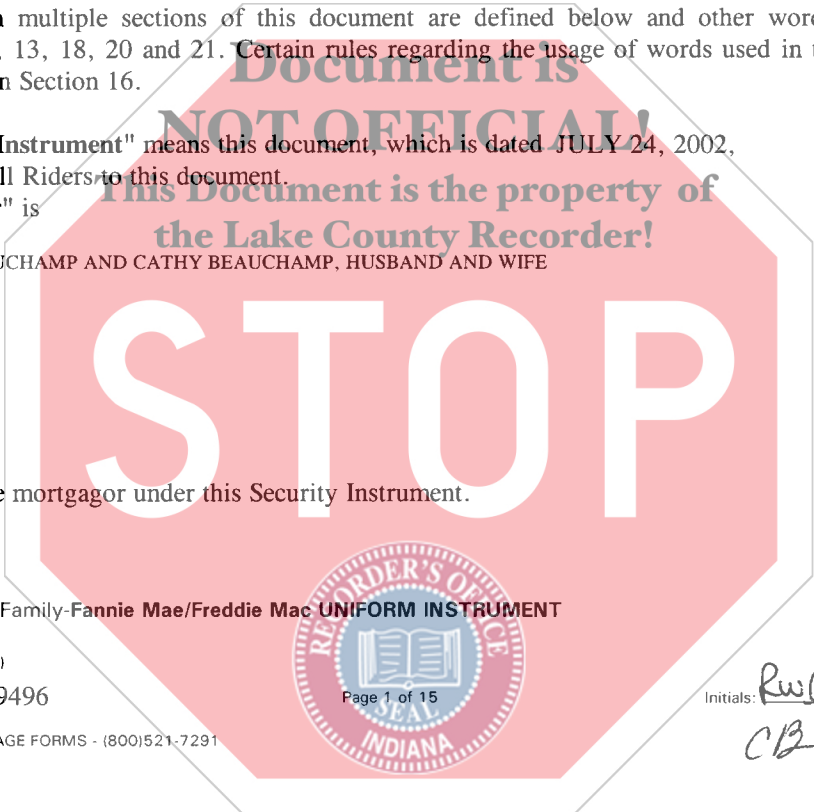 multiple sections of this document are defined below and other wor
, 13, 18, 20 and 21. Certain rules regarding the usage of words used in
n Section 16.
Document is
NOT OFFICIAL!
Instrument" means this document, which is dated JULY 24, 2002,
ll Riders to this document.
This Document is the property of
" is
the Lake County Recorder!
UCHAMP AND CATHY BEAUCHAMP, HUSBAND AND WIFE
STOP
e mortgagor under this Security Instrument.
Family-Fannie Mae/Freddie Mac UNIFORM INSTRUMENT
RECORDER'S OFFICE
)
9496
Page 1 of 15
Initials:
SEAL
INDIANA
AGE FORMS - (800)521-7291
CB